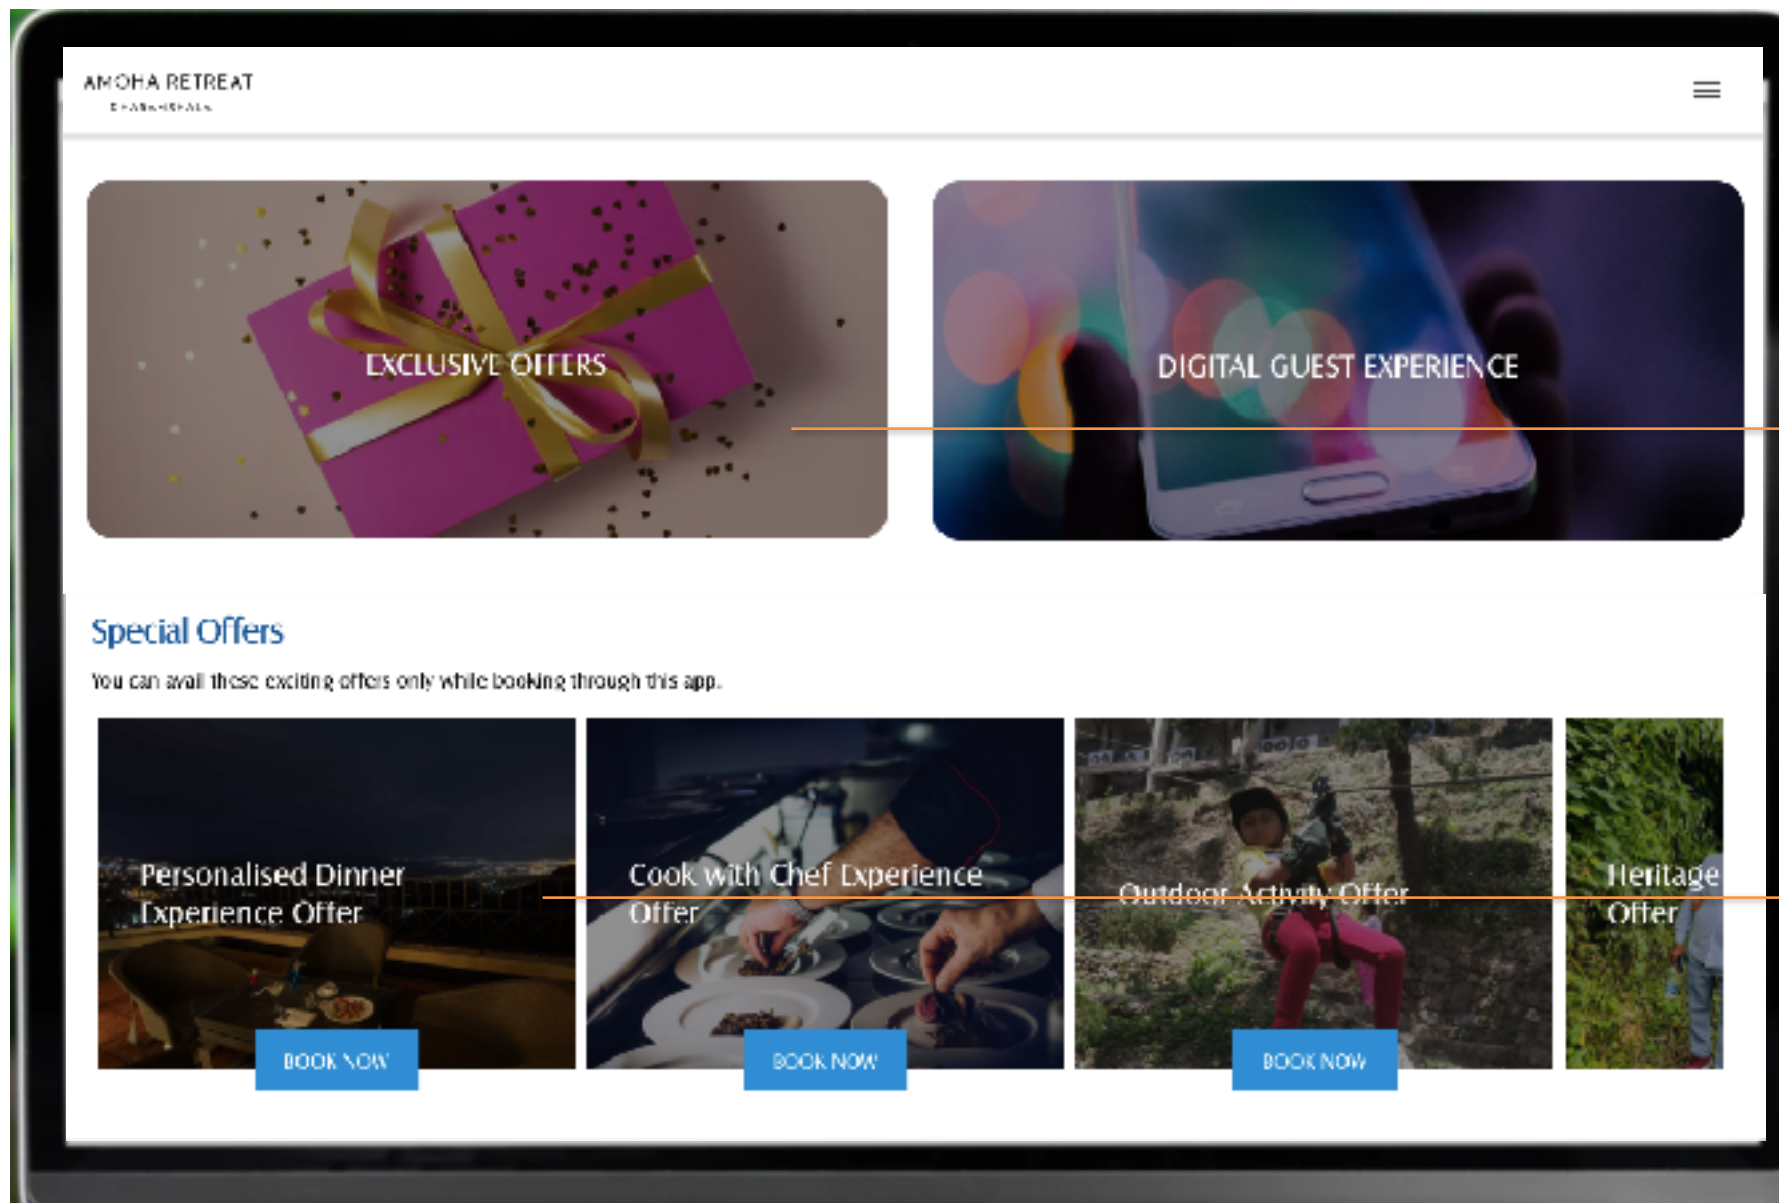 AMOHA RETREAT
DHARAMSHALA
EXCLUSIVE OFFERS
DIGITAL GUEST EXPERIENCE
Special Offers
You can avail these exciting offers only while booking through this app.
Personalised Dinner
Experience Offer
Cook with Chef Experience
Offer
Outdoor Activity Offer
Heritage
Offer
BOOK NOW
BOOK NOW
BOOK NOW